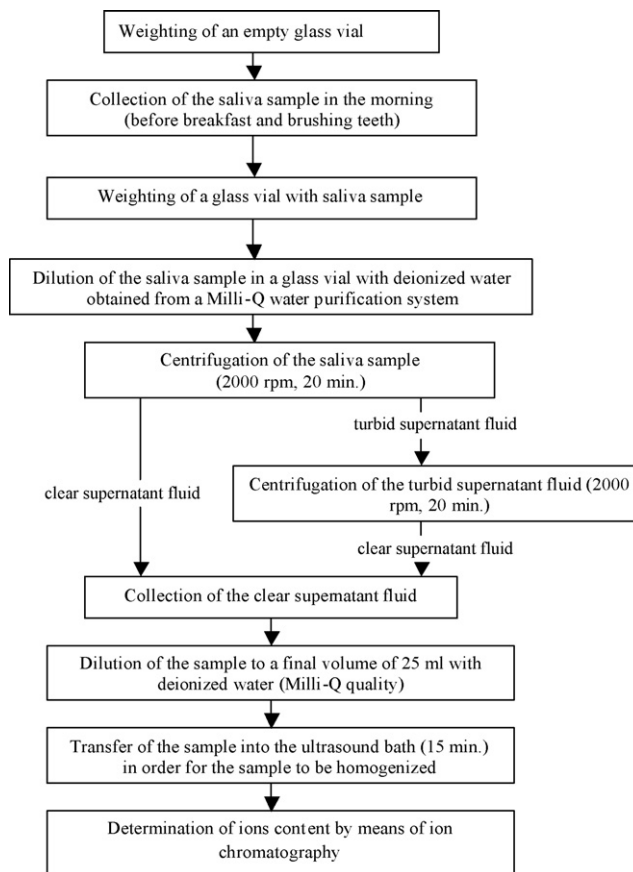 Weighting of an empty glass vial
Collection of the saliva sample in the morning
(before breakfast and brushing teeth)
Weighting of a glass vial with saliva sample
Dilution of the saliva sample in a glass vial with deionized water
obtained from a Milli-Q water purification system
Centrifugation of the saliva sample
(2000 rpm, 20 min.)
turbid supernatant fluid
clear supernatant fluid
Centrifugation of the turbid supernatant fluid (2000
rpm, 20 min.)
clear supernatant fluid
Collection of the clear supernatant fluid
Dilution of the sample to a final volume of 25 ml with
deionized water (Milli-Q quality)
Transfer of the sample into the ultrasound bath (15 min.)
in order for the sample to be homogenized
Determination of ions content by means of ion
chromatography